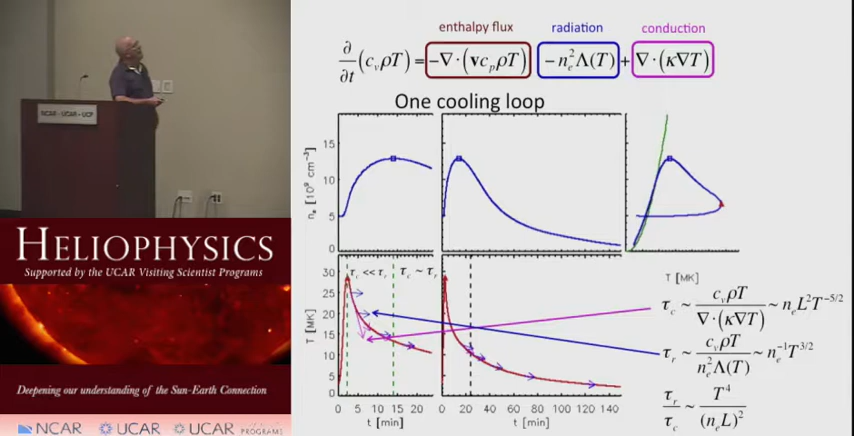 enthalpy flux radiation conduction
∂/∂t (c_v ρT) = −∇·(v c_p ρT) − n_e² Λ(T) + ∇·(κ∇T)
One cooling loop
NCAR - UCAR - UCP
15
10
5
n_e [10⁹ cm⁻³]
τ_c << τ_r τ_c ~ τ_r
30
25
20
15
10
5
0
T [MK]
0 5 10 15 20
t [min]
0 20 40 60 80 100 120 140
t [min]
T [MK]
τ_c ~ c_v ρT / ∇·(κ∇T) ~ n_e L² T^(-5/2)
τ_r ~ c_v ρT / n_e² Λ(T) ~ n_e⁻¹ T^(3/2)
τ_r / τ_c ~ T⁴ / (n_e L)²
HELIOPHYSICS
Supported by the UCAR Visiting Scientist Programs
Deepening our understanding of the Sun-Earth Connection
NCAR UCAR UCAR PROGRAMS